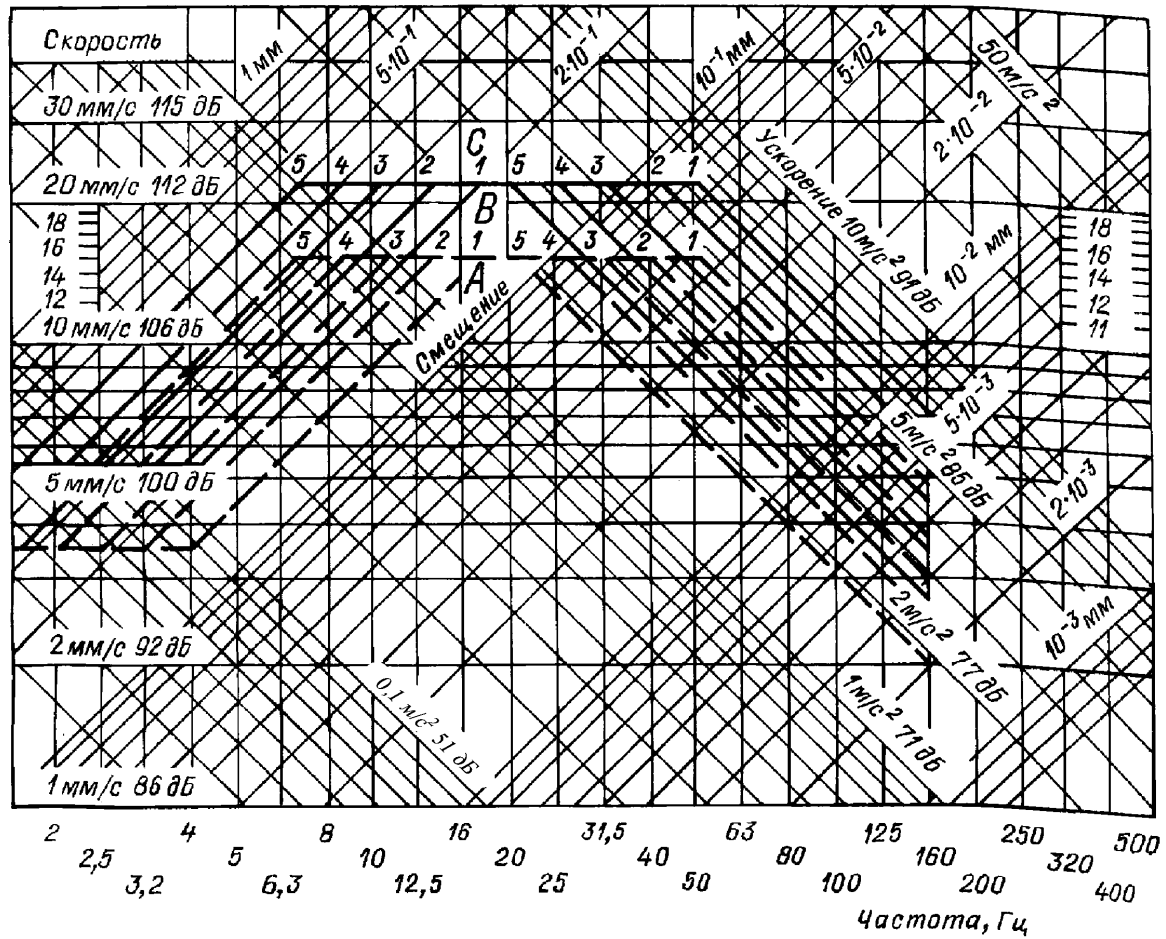 Скорость
1 мм
5·10⁻¹
2·10⁻¹
10⁻¹ мм
5·10⁻²
50 м/с²
2·10⁻²
30 мм/с 115 дБ
20 мм/с 112 дБ
C
5 4 3 2 1 5 4 3 2 1
B
5 4 3 2 1 5 4 3 2 1
A
Смещение
Ускорение 10 м/с² 91 дБ
10⁻² мм
18
16
14
12
10 мм/с 106 дБ
18
16
14
12
11
5 мм/с 100 дБ
5 м/с² 85 дБ
5·10⁻³
2·10⁻³
2 мм/с 92 дБ
0,1 м/с² 51 дБ
2 м/с² 77 дБ
1 м/с² 71 дБ
10⁻³ мм
1 мм/с 86 дБ
2 4 8 16 31,5 63 125 250 500
2,5 5 10 20 40 80 160 320
3,2 6,3 12,5 25 50 100 200 400
Частота, Гц